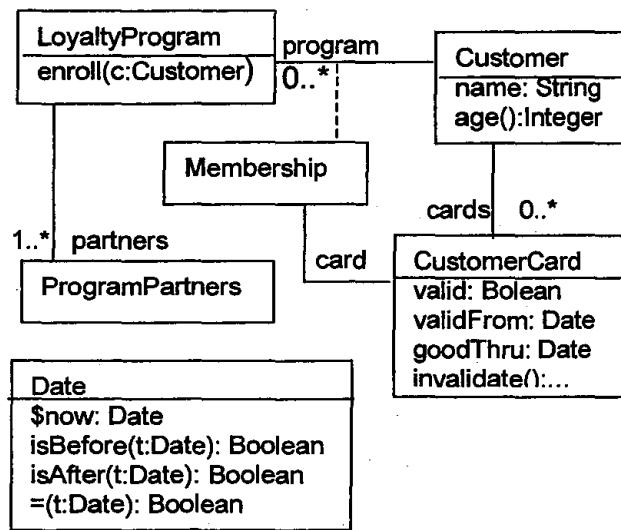 LoyaltyProgram
enroll(c:Customer)
program
0..*
Customer
name: String
age():Integer
Membership
cards 0..*
1..* partners
card
ProgramPartners
CustomerCard
valid: Bolean
validFrom: Date
goodThru: Date
invalidate():...
Date
$now: Date
isBefore(t:Date): Boolean
isAfter(t:Date): Boolean
=(t:Date): Boolean